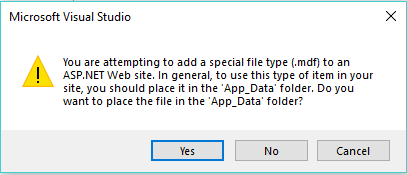 Microsoft Visual Studio
You are attempting to add a special file type (.mdf) to an
ASP.NET Web site. In general, to use this type of item in your
site, you should place it in the 'App_Data' folder. Do you
want to place the file in the 'App_Data' folder?
Yes No Cancel